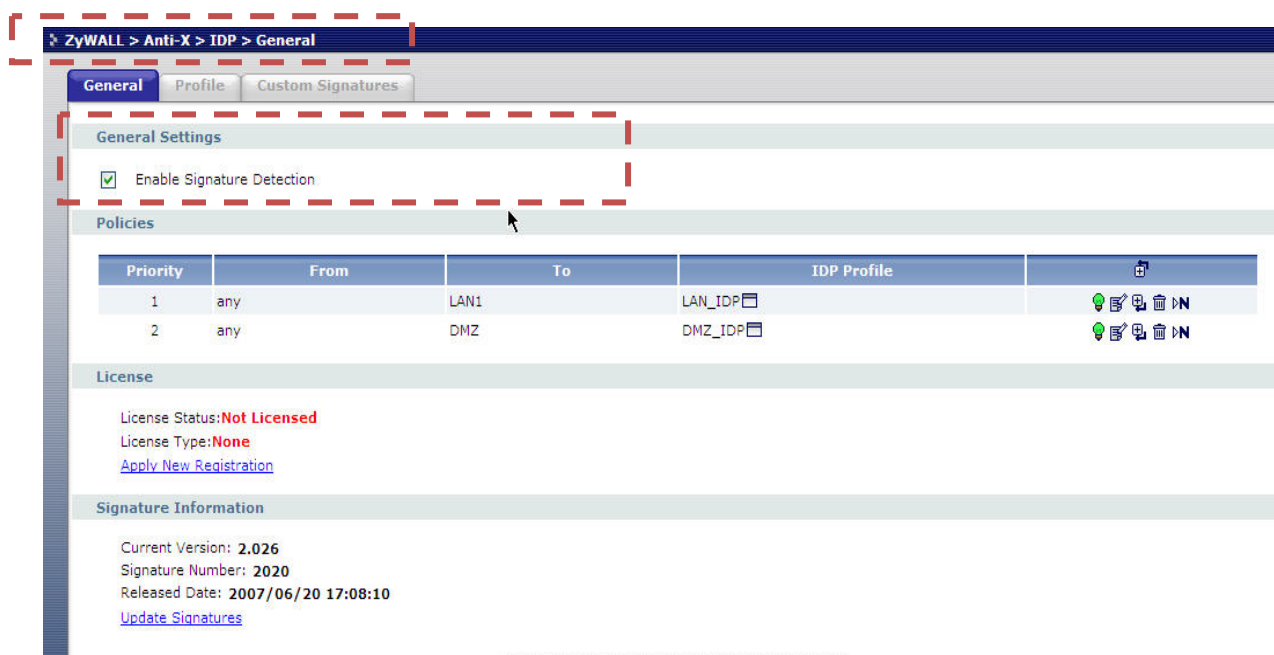 ZyWALL > Anti-X > IDP > General
General Profile Custom Signatures
General Settings
Enable Signature Detection
Policies
Priority From To IDP Profile
1 any LAN1 LAN_IDP
2 any DMZ DMZ_IDP
License
License Status:Not Licensed
License Type:None
Apply New Registration
Signature Information
Current Version: 2.026
Signature Number: 2020
Released Date: 2007/06/20 17:08:10
Update Signatures